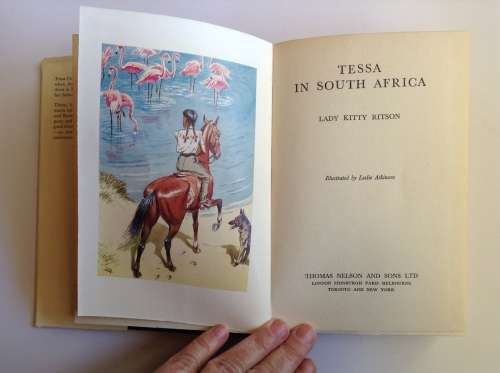 TESSA
IN SOUTH AFRICA
LADY KITTY RITSON
Illustrated by Leslie Atkinson
THOMAS NELSON AND SONS LTD
LONDON EDINBURGH PARIS MELBOURNE
TORONTO AND NEW YORK